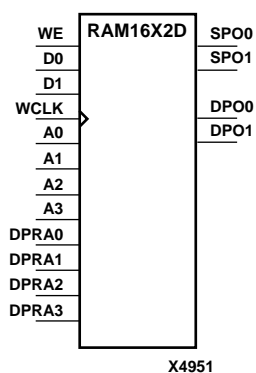 RAM16X2D
WE
D0
D1
WCLK
A0
A1
A2
A3
DPRA0
DPRA1
DPRA2
DPRA3
SPO0
SPO1
DPO0
DPO1
X4951